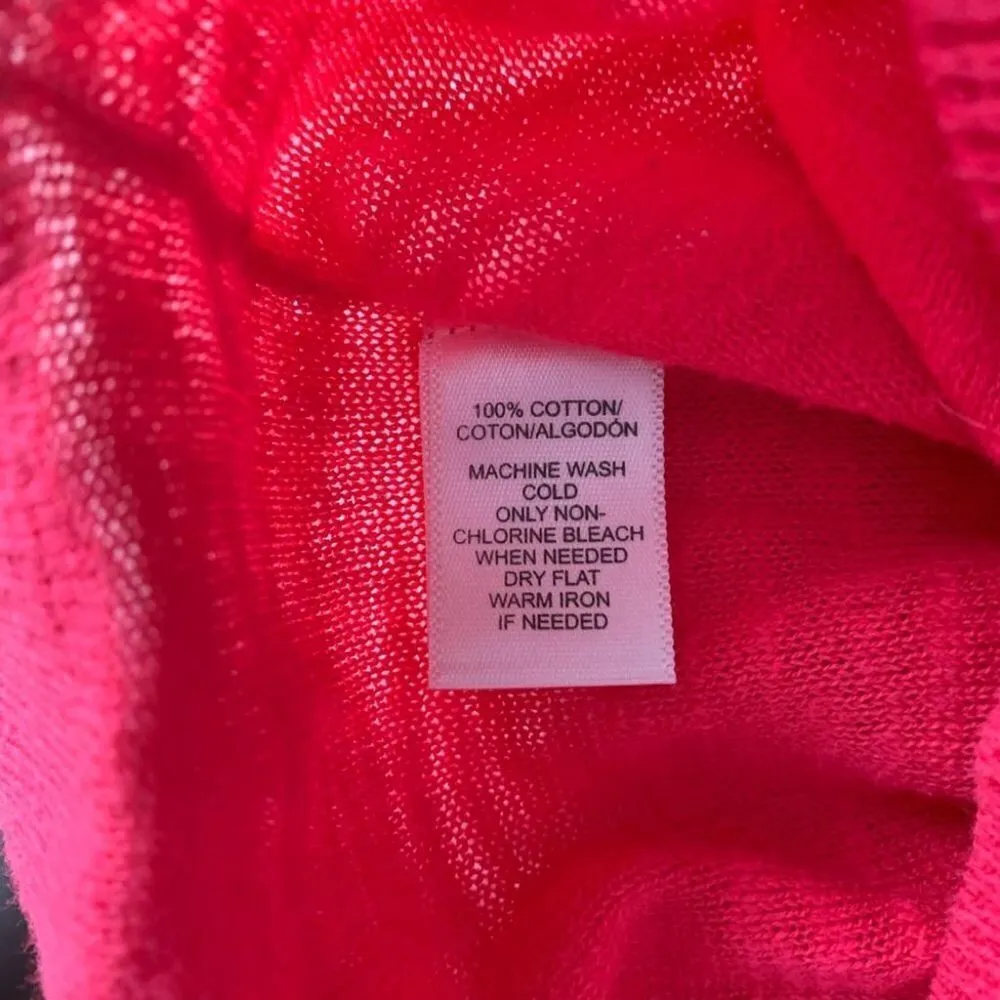 100% COTTON/
COTON/ALGODÓN
MACHINE WASH
COLD
ONLY NON-
CHLORINE BLEACH
WHEN NEEDED
DRY FLAT
WARM IRON
IF NEEDED